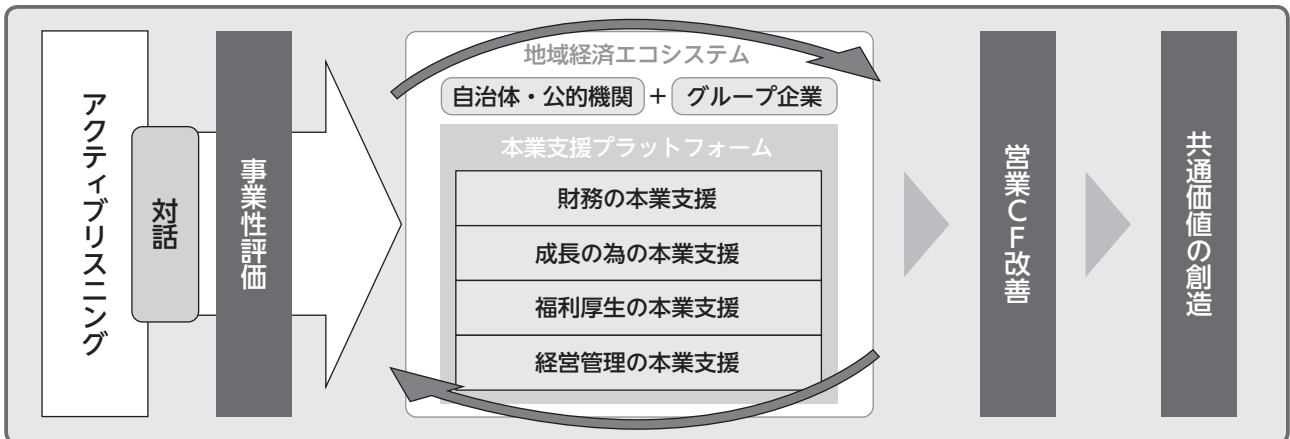 アクティブリスニング
対話
事業性評価
地域経済エコシステム
自治体・公的機関 + グループ企業
本業支援プラットフォーム
財務の本業支援
成長の為の本業支援
福利厚生の本業支援
経営管理の本業支援
営業CF改善
共通価値の創造